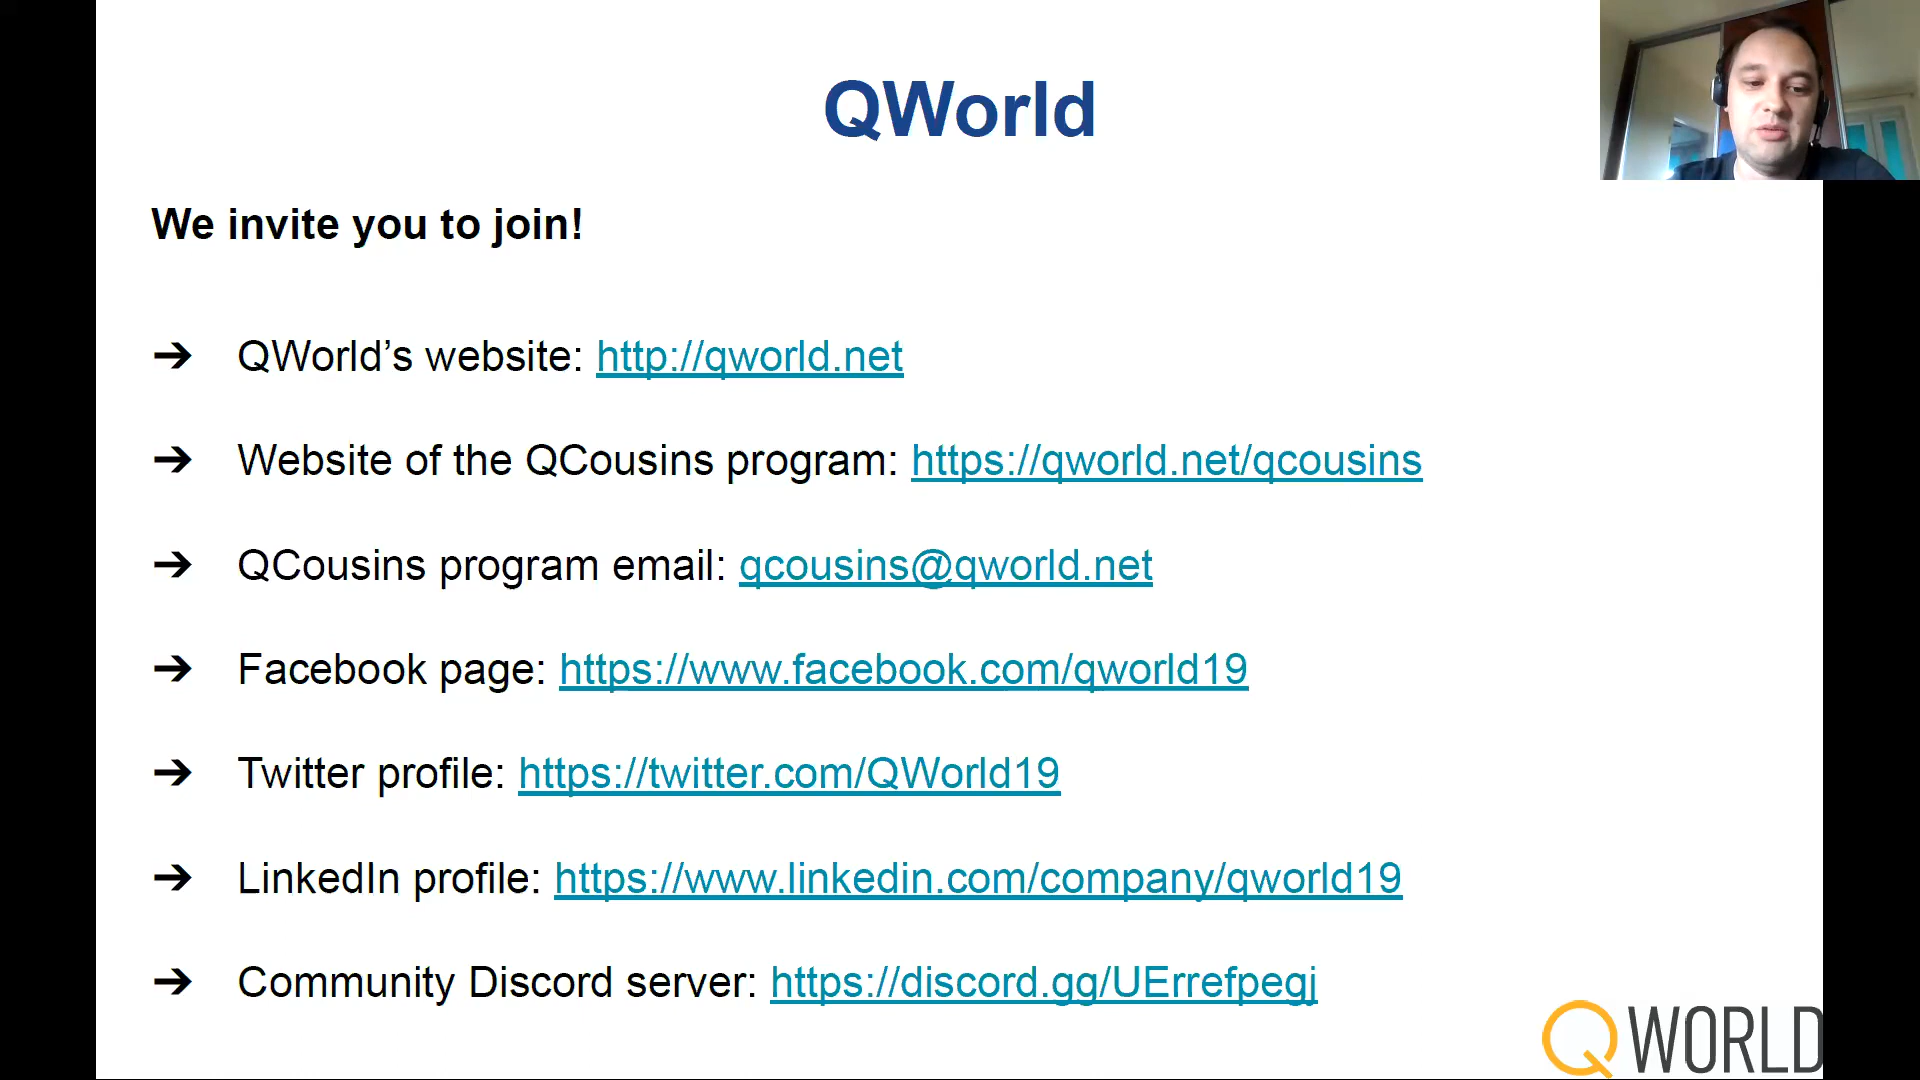 QWorld
We invite you to join!
➔ QWorld’s website: http://qworld.net
➔ Website of the QCousins program: https://qworld.net/qcousins
➔ QCousins program email: qcousins@qworld.net
➔ Facebook page: https://www.facebook.com/qworld19
➔ Twitter profile: https://twitter.com/QWorld19
➔ LinkedIn profile: https://www.linkedin.com/company/qworld19
➔ Community Discord server: https://discord.gg/UErrefpegj
QWORLD